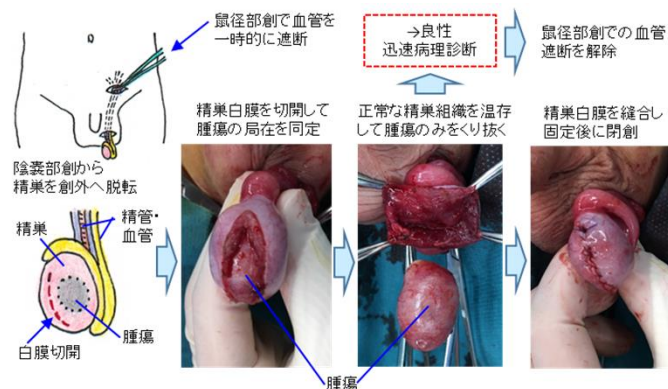 鼠径部創で血管を
一時的に遮断
→良性
迅速病理診断
鼠径部創での血管
遮断を解除
陰嚢部創から
精巣を創外へ脱転
精巣白膜を切開して
腫瘍の局在を同定
正常な精巣組織を温存
して腫瘍のみをくり抜く
精巣白膜を縫合し
固定後に閉創
精巣
精管・
血管
腫瘍
白膜切開
腫瘍